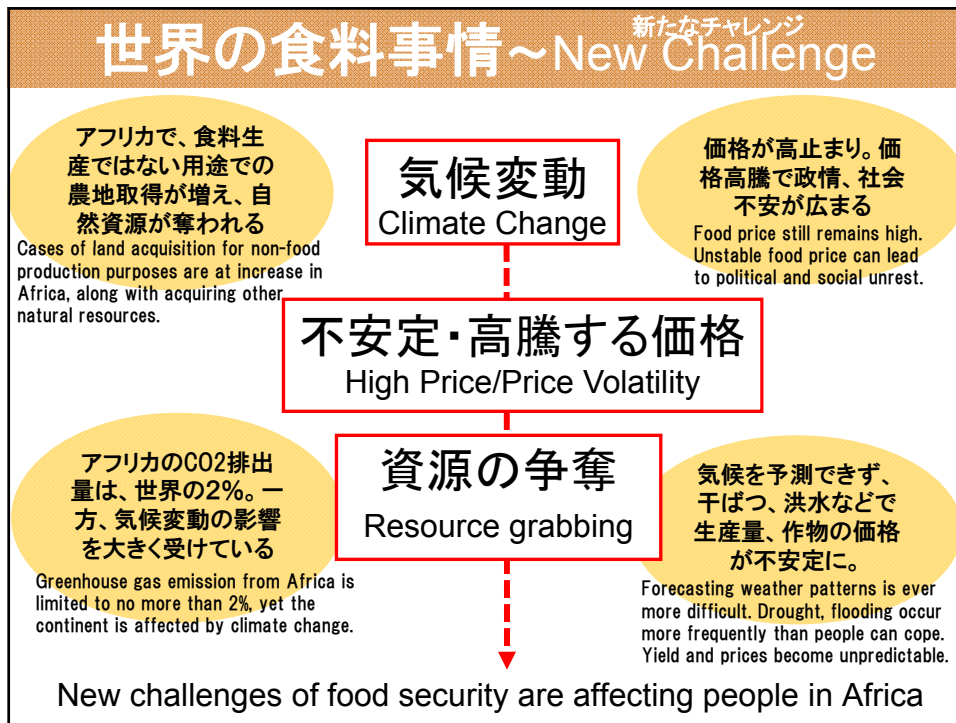 新たなチャレンジ
世界の食料事情～New Challenge
アフリカで、食料生
産ではない用途での
農地取得が増え、自
然資源が奪われる
Cases of land acquisition for non-food
production purposes are at increase in
Africa, along with acquiring other
natural resources.
気候変動
Climate Change
価格が高止まり。価
格高騰で政情、社会
不安が広まる
Food price still remains high.
Unstable food price can lead
to political and social unrest.
不安定・高騰する価格
High Price/Price Volatility
アフリカのCO2排出
量は、世界の2%。一
方、気候変動の影響
を大きく受けている
Greenhouse gas emission from Africa is
limited to no more than 2%, yet the
continent is affected by climate change.
資源の争奪
Resource grabbing
気候を予測できず、
干ばつ、洪水などで
生産量、作物の価格
が不安定に。
Forecasting weather patterns is ever
more difficult. Drought, flooding occur
more frequently than people can cope.
Yield and prices become unpredictable.
New challenges of food security are affecting people in Africa